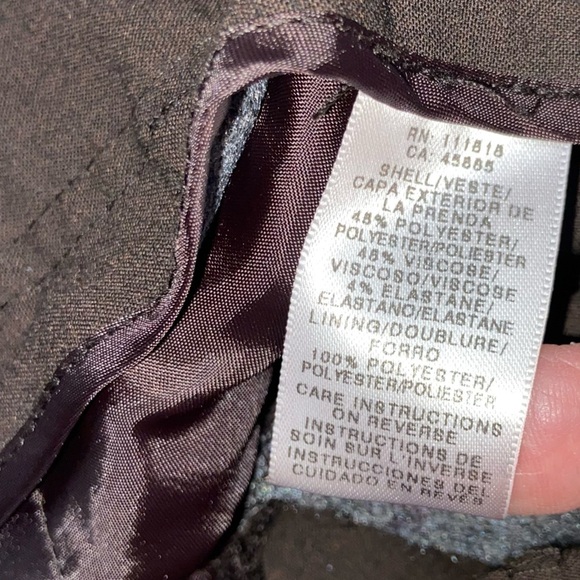 RN: 111818
CA: 45885
SHELL/VESTE/
CAPA EXTERIOR DE
LA PRENDA
48% POLYESTER/
POLYESTER/POLIESTER
48% VISCOSE/
VISCOSO/VISCOSE
4% ELASTANE/
ELASTANO/ELASTANE
LINING/DOUBLURE/
FORRO
100% POLYESTER/
POLYESTER/POLIESTER
CARE INSTRUCTIONS
ON REVERSE
INSTRUCTIONS DE
SOIN SUR L'INVERSE
INSTRUCCIONES DEL
CUIDADO EN REVES